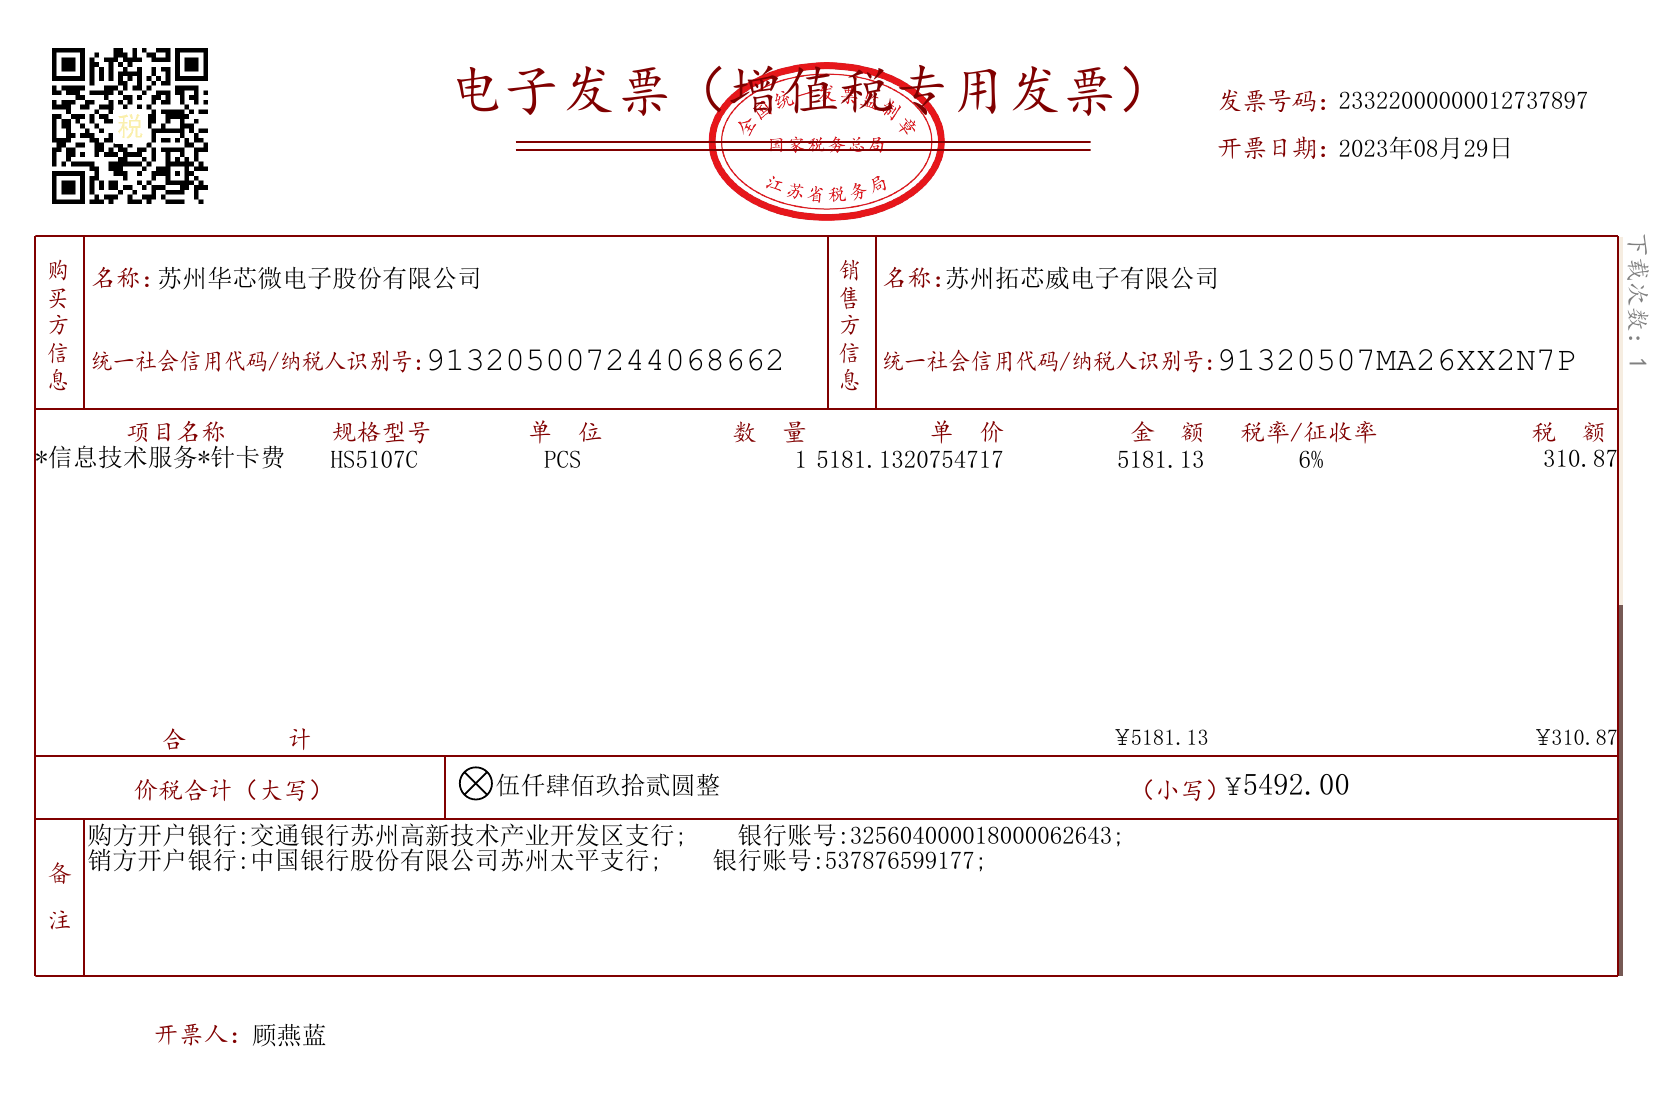 电子发票（增值税专用发票）
税
全国统一发票监制章
国家税务总局
江苏省税务局
发票号码：23322000000012737897
开票日期：2023年08月29日
下载次数：1
购买方信息
名称：苏州华芯微电子股份有限公司
统一社会信用代码/纳税人识别号：913205007244068662
销售方信息
名称：苏州拓芯威电子有限公司
统一社会信用代码/纳税人识别号：91320507MA26XX2N7P
项目名称 规格型号 单 位 数 量 单 价 金 额 税率/征收率 税 额
*信息技术服务*针卡费 HS5107C PCS 1 5181.1320754717 5181.13 6% 310.87
合 计 ¥5181.13 ¥310.87
价税合计（大写） 伍仟肆佰玖拾贰圆整 （小写）¥5492.00
备注
购方开户银行:交通银行苏州高新技术产业开发区支行; 银行账号:325604000018000062643;
销方开户银行:中国银行股份有限公司苏州太平支行; 银行账号:537876599177;
开票人：顾燕蓝